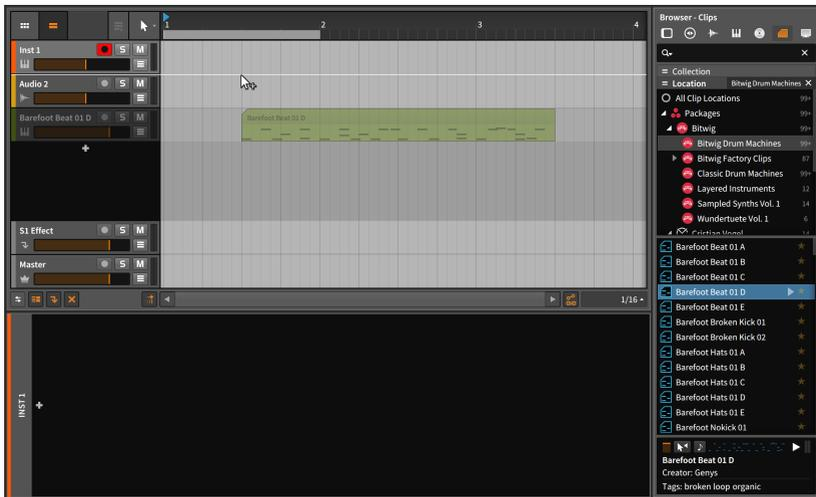 Browser - Clips
1 2 3 4
Inst 1 S M
Audio 2 S M
Barefoot Beat 01 D S M
Barefoot Beat 01 D
S1 Effect S M
Master S M
1/16
INST 1
Collection
Location Bitwig Drum Machines
All Clip Locations 99+
Packages 99+
Bitwig 99+
Bitwig Drum Machines 99+
Bitwig Factory Clips 87
Classic Drum Machines 99+
Layered Instruments 12
Sampled Synths Vol. 1 14
Wundertuete Vol. 1 6
Cristian Vogel 14
Barefoot Beat 01 A
Barefoot Beat 01 B
Barefoot Beat 01 C
Barefoot Beat 01 D
Barefoot Beat 01 E
Barefoot Broken Kick 01
Barefoot Broken Kick 02
Barefoot Hats 01 A
Barefoot Hats 01 B
Barefoot Hats 01 C
Barefoot Hats 01 D
Barefoot Hats 01 E
Barefoot Nokick 01
Barefoot Beat 01 D
Creator: Genys
Tags: broken loop organic